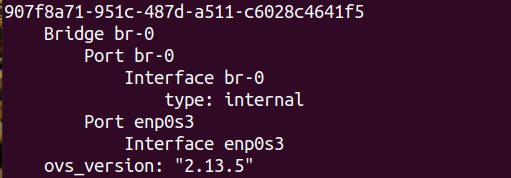 907f8a71-951c-487d-a511-c6028c4641f5
Bridge br-0
Port br-0
Interface br-0
type: internal
Port enp0s3
Interface enp0s3
ovs_version: "2.13.5"